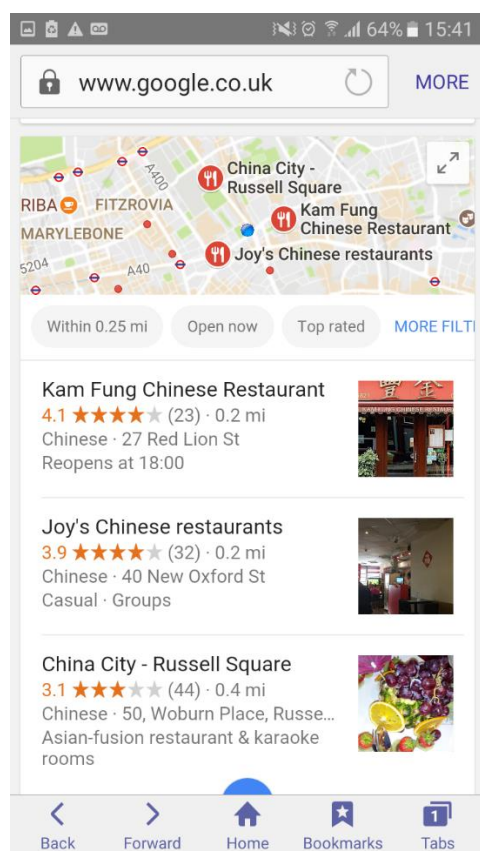 64% 15:41
www.google.co.uk MORE
China City -
Russell Square
A400
RIBA FITZROVIA
Kam Fung
Chinese Restaurant
MARYLEBONE
Joy's Chinese restaurants
5204
A40
Within 0.25 mi Open now Top rated MORE FILT
Kam Fung Chinese Restaurant
4.1 (23) · 0.2 mi
Chinese · 27 Red Lion St
Reopens at 18:00
Joy's Chinese restaurants
3.9 (32) · 0.2 mi
Chinese · 40 New Oxford St
Casual · Groups
China City - Russell Square
3.1 (44) · 0.4 mi
Chinese · 50, Woburn Place, Russe...
Asian-fusion restaurant & karaoke
rooms
Back Forward Home Bookmarks 1 Tabs